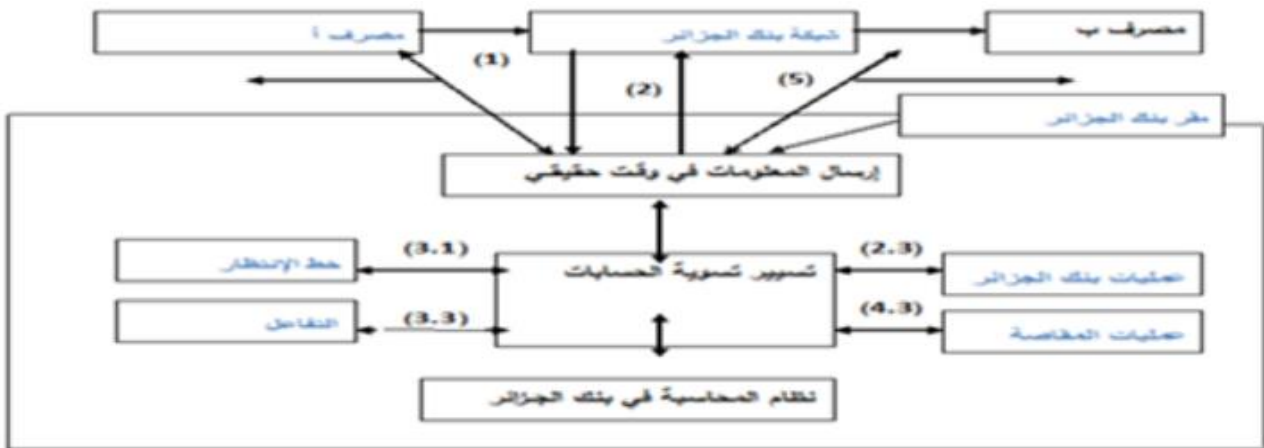 مصرف أ
شبكة بنك الجزائر
مصرف ب
(1)
(2)
(5)
مقر بنك الجزائر
إرسال المعلومات في وقت حقيقي
(3.1)
(2.3)
خط الإنتظار
تسيير تسوية الحسابات
عمليات بنك الجزائر
(3.3)
(4.3)
التفاعل
عمليات المقاصة
نظام المحاسبة في بنك الجزائر